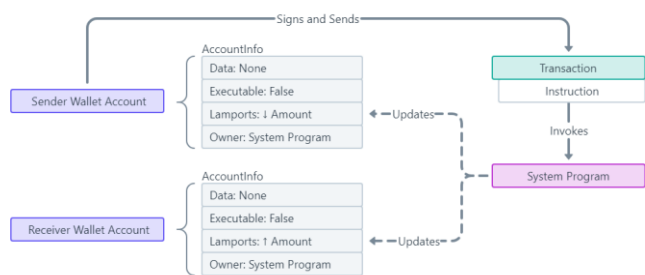 Signs and Sends
AccountInfo
Data: None
Executable: False
Lamports: ↓ Amount
Owner: System Program
Sender Wallet Account
Transaction
Instruction
Updates
Invokes
System Program
AccountInfo
Data: None
Executable: False
Lamports: ↑ Amount
Owner: System Program
Receiver Wallet Account
Updates